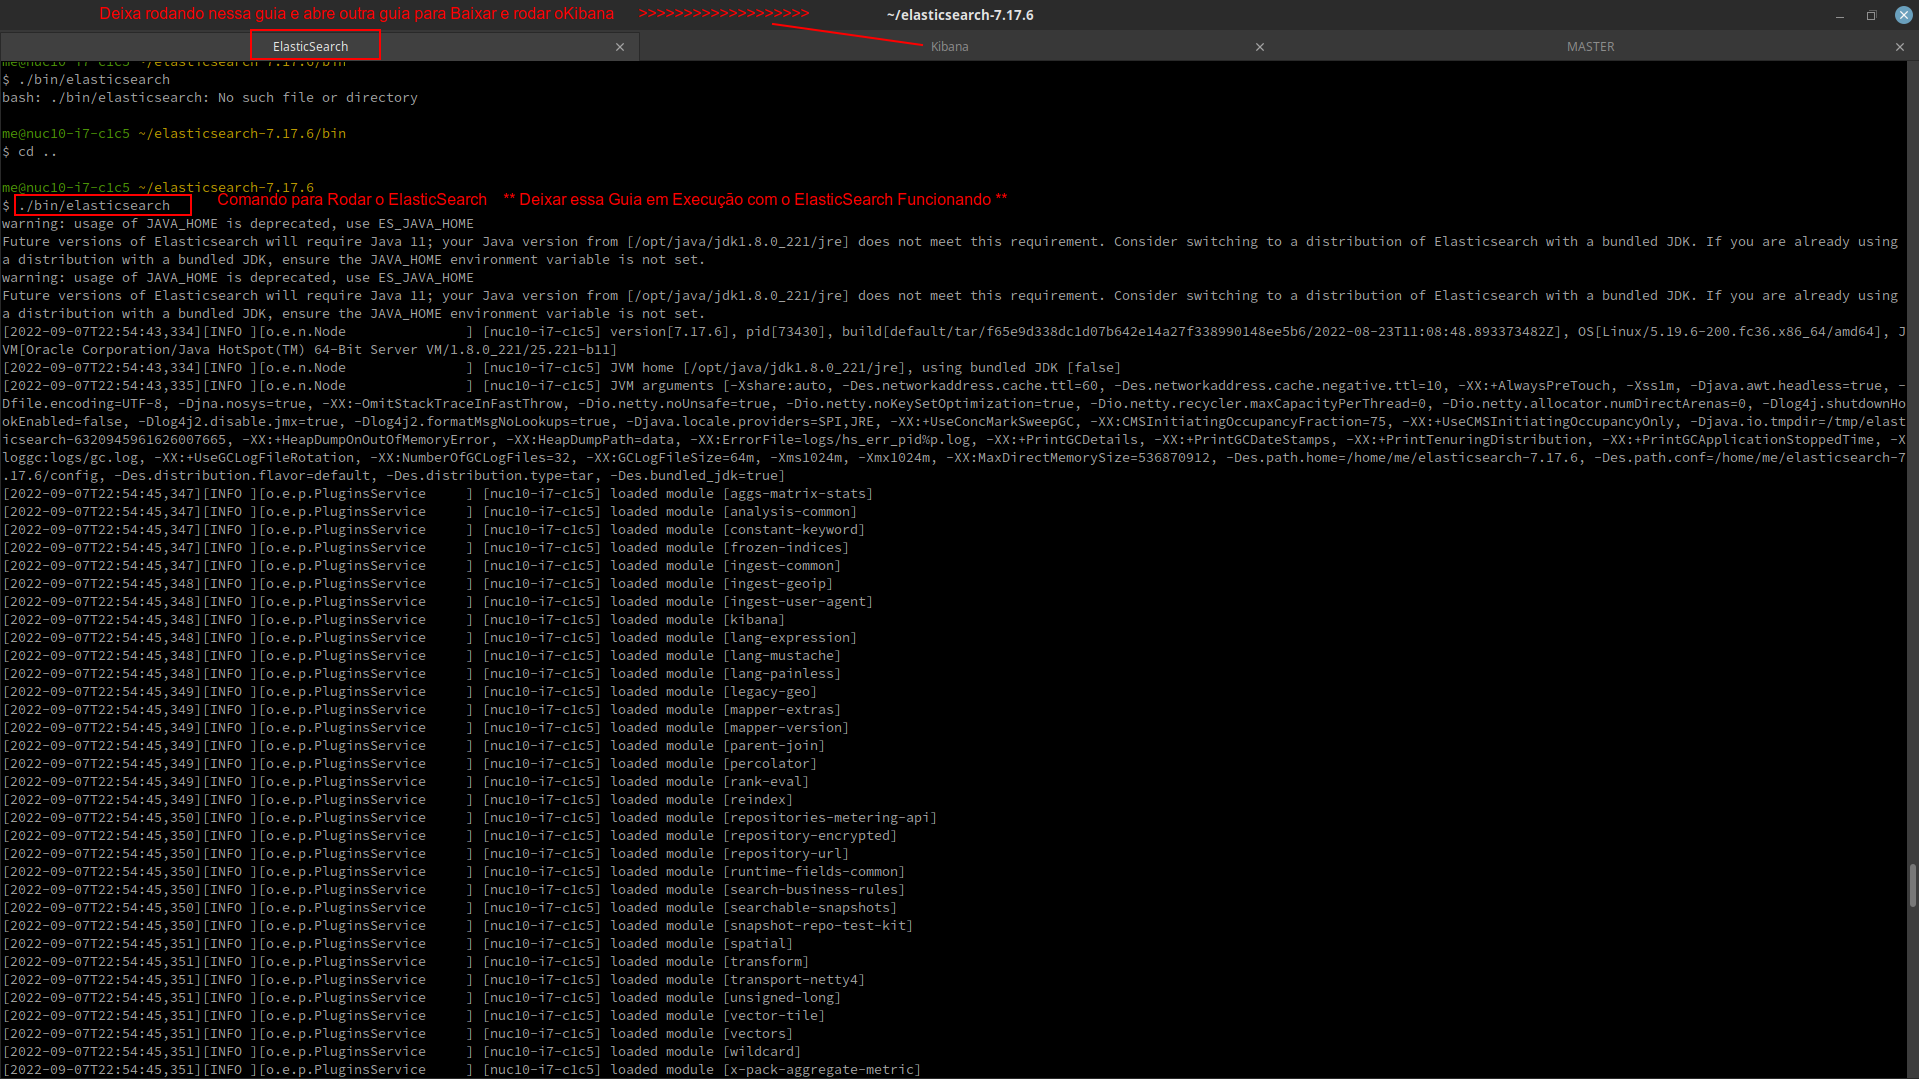 Deixa rodando nessa guia e abre outra guia para Baixar e rodar oKibana >>>>>>>>>>>>>>>>>>> ~/elasticsearch-7.17.6
ElasticSearch Kibana MASTER
me@nuc10-i7-c1c5 ~/elasticsearch-7.17.6/bin
$ ./bin/elasticsearch
bash: ./bin/elasticsearch: No such file or directory
me@nuc10-i7-c1c5 ~/elasticsearch-7.17.6/bin
$ cd ..
me@nuc10-i7-c1c5 ~/elasticsearch-7.17.6
$ ./bin/elasticsearch Comando para Rodar o ElasticSearch ** Deixar essa Guia em Execução com o ElasticSearch Funcionando **
warning: usage of JAVA_HOME is deprecated, use ES_JAVA_HOME
Future versions of Elasticsearch will require Java 11; your Java version from [/opt/java/jdk1.8.0_221/jre] does not meet this requirement. Consider switching to a distribution of Elasticsearch with a bundled JDK. If you are already using
a distribution with a bundled JDK, ensure the JAVA_HOME environment variable is not set.
warning: usage of JAVA_HOME is deprecated, use ES_JAVA_HOME
Future versions of Elasticsearch will require Java 11; your Java version from [/opt/java/jdk1.8.0_221/jre] does not meet this requirement. Consider switching to a distribution of Elasticsearch with a bundled JDK. If you are already using
a distribution with a bundled JDK, ensure the JAVA_HOME environment variable is not set.
[2022-09-07T22:54:43,334][INFO ][o.e.n.Node               ] [nuc10-i7-c1c5] version[7.17.6], pid[73430], build[default/tar/f65e9d338dc1d07b642e14a27f338990148ee5b6/2022-08-23T11:08:48.893373482Z], OS[Linux/5.19.6-200.fc36.x86_64/amd64], J
VM[Oracle Corporation/Java HotSpot(TM) 64-Bit Server VM/1.8.0_221/25.221-b11]
[2022-09-07T22:54:43,334][INFO ][o.e.n.Node               ] [nuc10-i7-c1c5] JVM home [/opt/java/jdk1.8.0_221/jre], using bundled JDK [false]
[2022-09-07T22:54:43,335][INFO ][o.e.n.Node               ] [nuc10-i7-c1c5] JVM arguments [-Xshare:auto, -Des.networkaddress.cache.ttl=60, -Des.networkaddress.cache.negative.ttl=10, -XX:+AlwaysPreTouch, -Xss1m, -Djava.awt.headless=true, -
Dfile.encoding=UTF-8, -Djna.nosys=true, -XX:-OmitStackTraceInFastThrow, -Dio.netty.noUnsafe=true, -Dio.netty.noKeySetOptimization=true, -Dio.netty.recycler.maxCapacityPerThread=0, -Dio.netty.allocator.numDirectArenas=0, -Dlog4j.shutdownHo
okEnabled=false, -Dlog4j2.disable.jmx=true, -Dlog4j2.formatMsgNoLookups=true, -Djava.locale.providers=SPI,JRE, -XX:+UseConcMarkSweepGC, -XX:CMSInitiatingOccupancyFraction=75, -XX:+UseCMSInitiatingOccupancyOnly, -Djava.io.tmpdir=/tmp/elast
icsearch-6320945961626007665, -XX:+HeapDumpOnOutOfMemoryError, -XX:HeapDumpPath=data, -XX:ErrorFile=logs/hs_err_pid%p.log, -XX:+PrintGCDetails, -XX:+PrintGCDateStamps, -XX:+PrintTenuringDistribution, -XX:+PrintGCApplicationStoppedTime, -X
loggc:logs/gc.log, -XX:+UseGCLogFileRotation, -XX:NumberOfGCLogFiles=32, -XX:GCLogFileSize=64m, -Xms1024m, -Xmx1024m, -XX:MaxDirectMemorySize=536870912, -Des.path.home=/home/me/elasticsearch-7.17.6, -Des.path.conf=/home/me/elasticsearch-7
.17.6/config, -Des.distribution.flavor=default, -Des.distribution.type=tar, -Des.bundled_jdk=true]
[2022-09-07T22:54:45,347][INFO ][o.e.p.PluginsService     ] [nuc10-i7-c1c5] loaded module [aggs-matrix-stats]
[2022-09-07T22:54:45,347][INFO ][o.e.p.PluginsService     ] [nuc10-i7-c1c5] loaded module [analysis-common]
[2022-09-07T22:54:45,347][INFO ][o.e.p.PluginsService     ] [nuc10-i7-c1c5] loaded module [constant-keyword]
[2022-09-07T22:54:45,347][INFO ][o.e.p.PluginsService     ] [nuc10-i7-c1c5] loaded module [frozen-indices]
[2022-09-07T22:54:45,347][INFO ][o.e.p.PluginsService     ] [nuc10-i7-c1c5] loaded module [ingest-common]
[2022-09-07T22:54:45,348][INFO ][o.e.p.PluginsService     ] [nuc10-i7-c1c5] loaded module [ingest-geoip]
[2022-09-07T22:54:45,348][INFO ][o.e.p.PluginsService     ] [nuc10-i7-c1c5] loaded module [ingest-user-agent]
[2022-09-07T22:54:45,348][INFO ][o.e.p.PluginsService     ] [nuc10-i7-c1c5] loaded module [kibana]
[2022-09-07T22:54:45,348][INFO ][o.e.p.PluginsService     ] [nuc10-i7-c1c5] loaded module [lang-expression]
[2022-09-07T22:54:45,348][INFO ][o.e.p.PluginsService     ] [nuc10-i7-c1c5] loaded module [lang-mustache]
[2022-09-07T22:54:45,348][INFO ][o.e.p.PluginsService     ] [nuc10-i7-c1c5] loaded module [lang-painless]
[2022-09-07T22:54:45,349][INFO ][o.e.p.PluginsService     ] [nuc10-i7-c1c5] loaded module [legacy-geo]
[2022-09-07T22:54:45,349][INFO ][o.e.p.PluginsService     ] [nuc10-i7-c1c5] loaded module [mapper-extras]
[2022-09-07T22:54:45,349][INFO ][o.e.p.PluginsService     ] [nuc10-i7-c1c5] loaded module [mapper-version]
[2022-09-07T22:54:45,349][INFO ][o.e.p.PluginsService     ] [nuc10-i7-c1c5] loaded module [parent-join]
[2022-09-07T22:54:45,349][INFO ][o.e.p.PluginsService     ] [nuc10-i7-c1c5] loaded module [percolator]
[2022-09-07T22:54:45,349][INFO ][o.e.p.PluginsService     ] [nuc10-i7-c1c5] loaded module [rank-eval]
[2022-09-07T22:54:45,349][INFO ][o.e.p.PluginsService     ] [nuc10-i7-c1c5] loaded module [reindex]
[2022-09-07T22:54:45,350][INFO ][o.e.p.PluginsService     ] [nuc10-i7-c1c5] loaded module [repositories-metering-api]
[2022-09-07T22:54:45,350][INFO ][o.e.p.PluginsService     ] [nuc10-i7-c1c5] loaded module [repository-encrypted]
[2022-09-07T22:54:45,350][INFO ][o.e.p.PluginsService     ] [nuc10-i7-c1c5] loaded module [repository-url]
[2022-09-07T22:54:45,350][INFO ][o.e.p.PluginsService     ] [nuc10-i7-c1c5] loaded module [runtime-fields-common]
[2022-09-07T22:54:45,350][INFO ][o.e.p.PluginsService     ] [nuc10-i7-c1c5] loaded module [search-business-rules]
[2022-09-07T22:54:45,350][INFO ][o.e.p.PluginsService     ] [nuc10-i7-c1c5] loaded module [searchable-snapshots]
[2022-09-07T22:54:45,350][INFO ][o.e.p.PluginsService     ] [nuc10-i7-c1c5] loaded module [snapshot-repo-test-kit]
[2022-09-07T22:54:45,351][INFO ][o.e.p.PluginsService     ] [nuc10-i7-c1c5] loaded module [spatial]
[2022-09-07T22:54:45,351][INFO ][o.e.p.PluginsService     ] [nuc10-i7-c1c5] loaded module [transform]
[2022-09-07T22:54:45,351][INFO ][o.e.p.PluginsService     ] [nuc10-i7-c1c5] loaded module [transport-netty4]
[2022-09-07T22:54:45,351][INFO ][o.e.p.PluginsService     ] [nuc10-i7-c1c5] loaded module [unsigned-long]
[2022-09-07T22:54:45,351][INFO ][o.e.p.PluginsService     ] [nuc10-i7-c1c5] loaded module [vector-tile]
[2022-09-07T22:54:45,351][INFO ][o.e.p.PluginsService     ] [nuc10-i7-c1c5] loaded module [vectors]
[2022-09-07T22:54:45,351][INFO ][o.e.p.PluginsService     ] [nuc10-i7-c1c5] loaded module [wildcard]
[2022-09-07T22:54:45,351][INFO ][o.e.p.PluginsService     ] [nuc10-i7-c1c5] loaded module [x-pack-aggregate-metric]